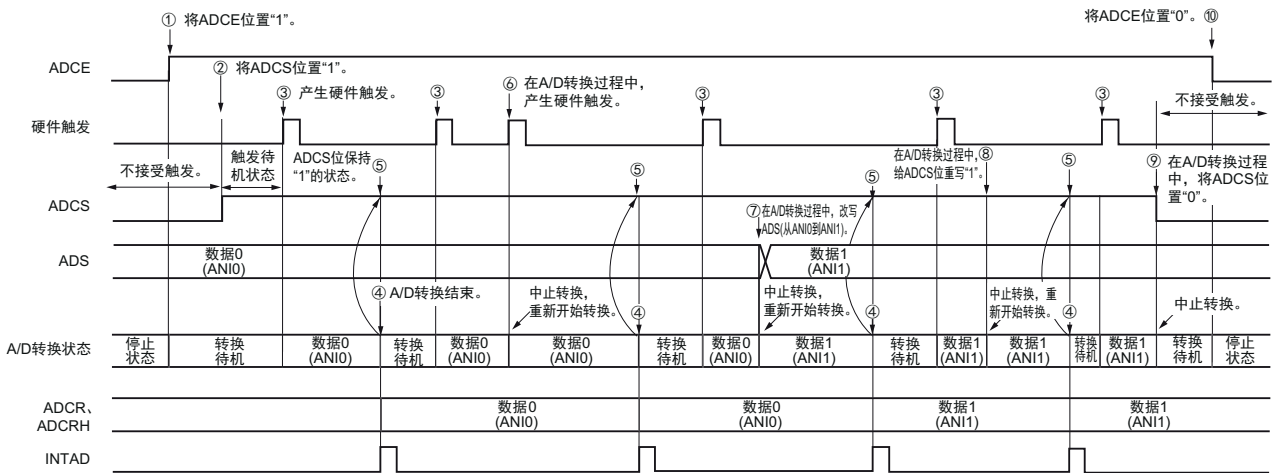 ① 将ADCE位置“1”。
将ADCE位置“0”。⑩
ADCE
② 将ADCS位置“1”。
③ 产生硬件触发。
③
⑥ 在A/D转换过程中，
产生硬件触发。
③
③
③
不接受触发。
硬件触发
不接受触发。
触发待
机状态
ADCS位保持
“1”的状态。
⑤
⑤
⑤
在A/D转换过程中，⑧
给ADCS位重写“1”。
⑤
⑨ 在A/D转换过程
中，将ADCS位
置“0”。
ADCS
⑦在A/D转换过程中，改写
ADS(从ANI0到ANI1)。
ADS
数据0
(ANI0)
数据1
(ANI1)
④ A/D转换结束。
中止转换，
重新开始转换。
④
中止转换，
重新开始转换。
④
中止转换，重
新开始转换。
④
中止转换。
A/D转换状态
停止
状态
转换
待机
数据0
(ANI0)
转换
待机
数据0
(ANI0)
数据0
(ANI0)
转换
待机
数据0
(ANI0)
数据1
(ANI1)
转换
待机
数据1
(ANI1)
数据1
(ANI1)
转换
待机
数据1
(ANI1)
转换
待机
停止
状态
ADCR、
ADCRH
数据0
(ANI0)
数据0
(ANI0)
数据1
(ANI1)
数据1
(ANI1)
INTAD